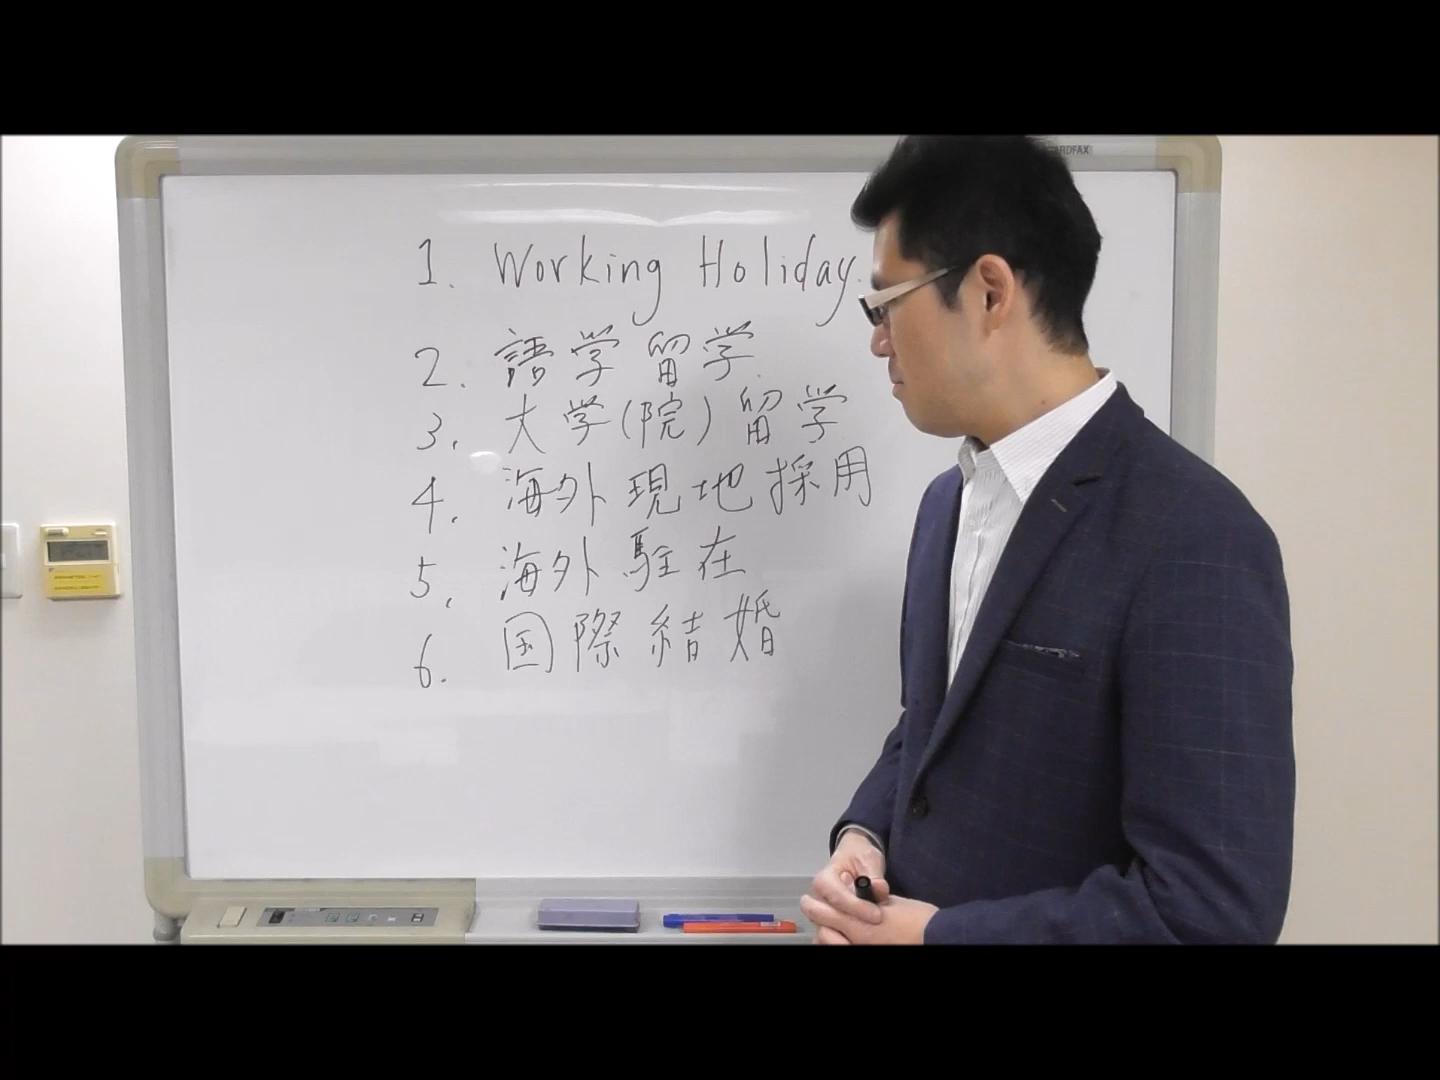 1. Working Holiday.
2. 語学留学.
3. 大学(院)留学
4. 海外現地採用
5. 海外駐在
6. 国際結婚